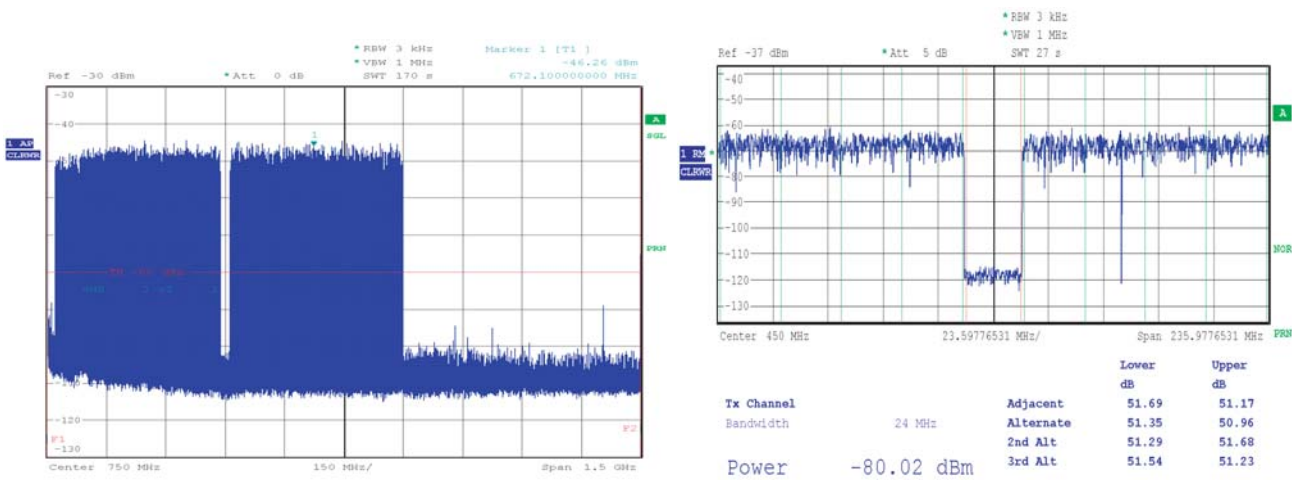 * RBW 3 kHz
Marker 1 [T1 ]
* VBW 1 MHz
-46.26 dBm
Ref -30 dBm
* Att 0 dB
SWT 170 s
672.100000000 MHz
-30
-40
1
1 AP
CLRWR
A
SGL
PRN
-120
-130
F1
F2
Center 750 MHz
150 MHz/
Span 1.5 GHz
* RBW 3 kHz
* VBW 1 MHz
Ref -37 dBm
* Att 5 dB
SWT 27 s
-40
-50
-60
-80
-90
-100
-110
-120
-130
1 RM *
CLRWR
A
NOR
PRN
Center 450 MHz
23.59776531 MHz/
Span 235.9776531 MHz
Lower Upper
dB dB
Tx Channel
Adjacent 51.69 51.17
Bandwidth 24 MHz
Alternate 51.35 50.96
2nd Alt 51.29 51.68
Power -80.02 dBm
3rd Alt 51.54 51.23